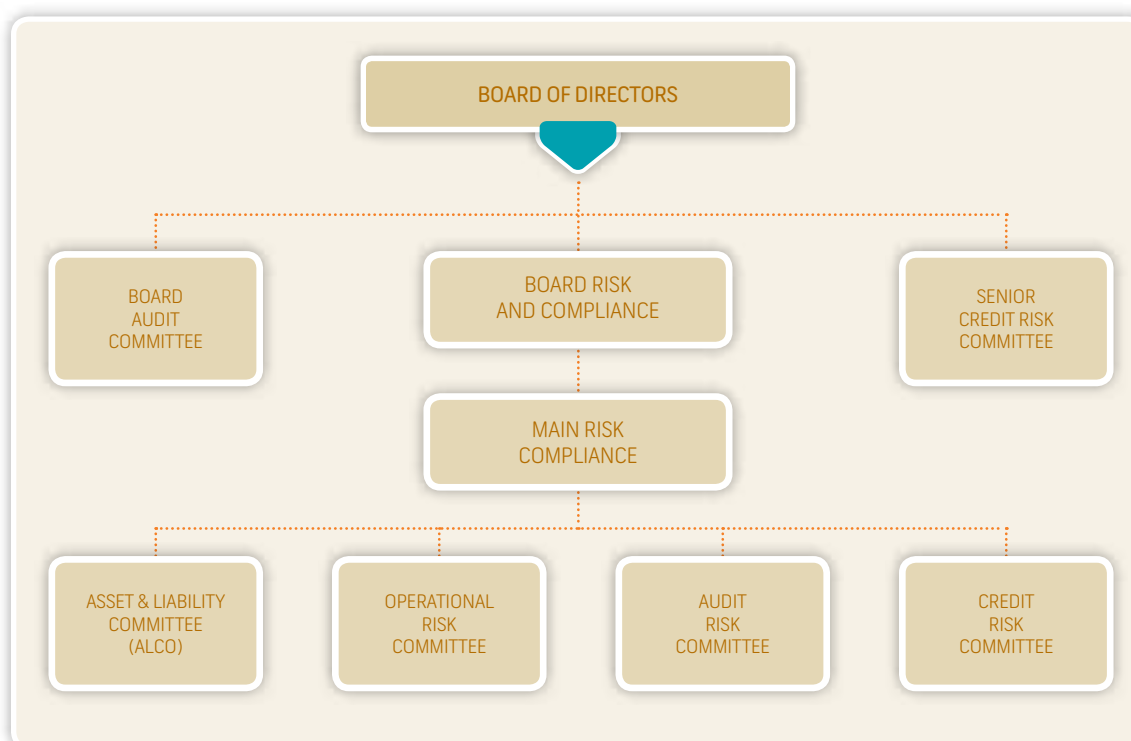 BOARD OF DIRECTORS
BOARD
AUDIT
COMMITTEE
BOARD RISK
AND COMPLIANCE
SENIOR
CREDIT RISK
COMMITTEE
MAIN RISK
COMPLIANCE
ASSET & LIABILITY
COMMITTEE
(ALCO)
OPERATIONAL
RISK
COMMITTEE
AUDIT
RISK
COMMITTEE
CREDIT
RISK
COMMITTEE